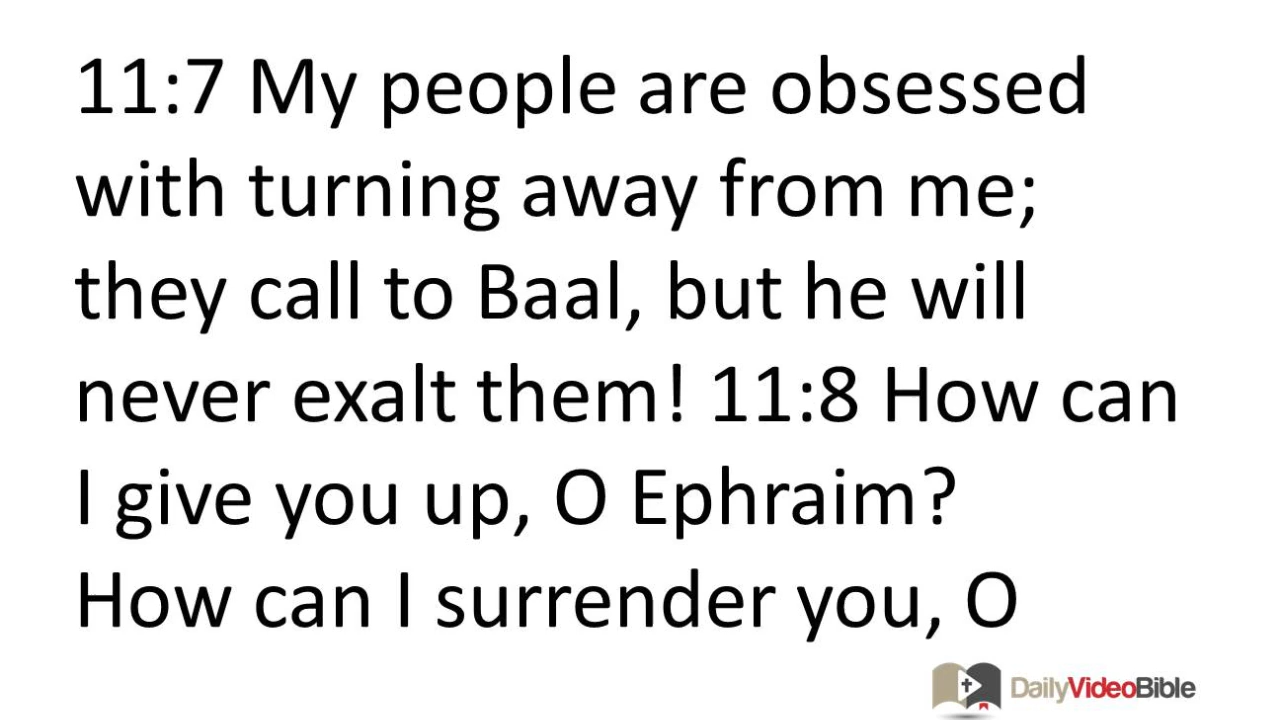 11:7 My people are obsessed
with turning away from me;
they call to Baal, but he will
never exalt them! 11:8 How can
I give you up, O Ephraim?
How can I surrender you, O
DailyVideoBible